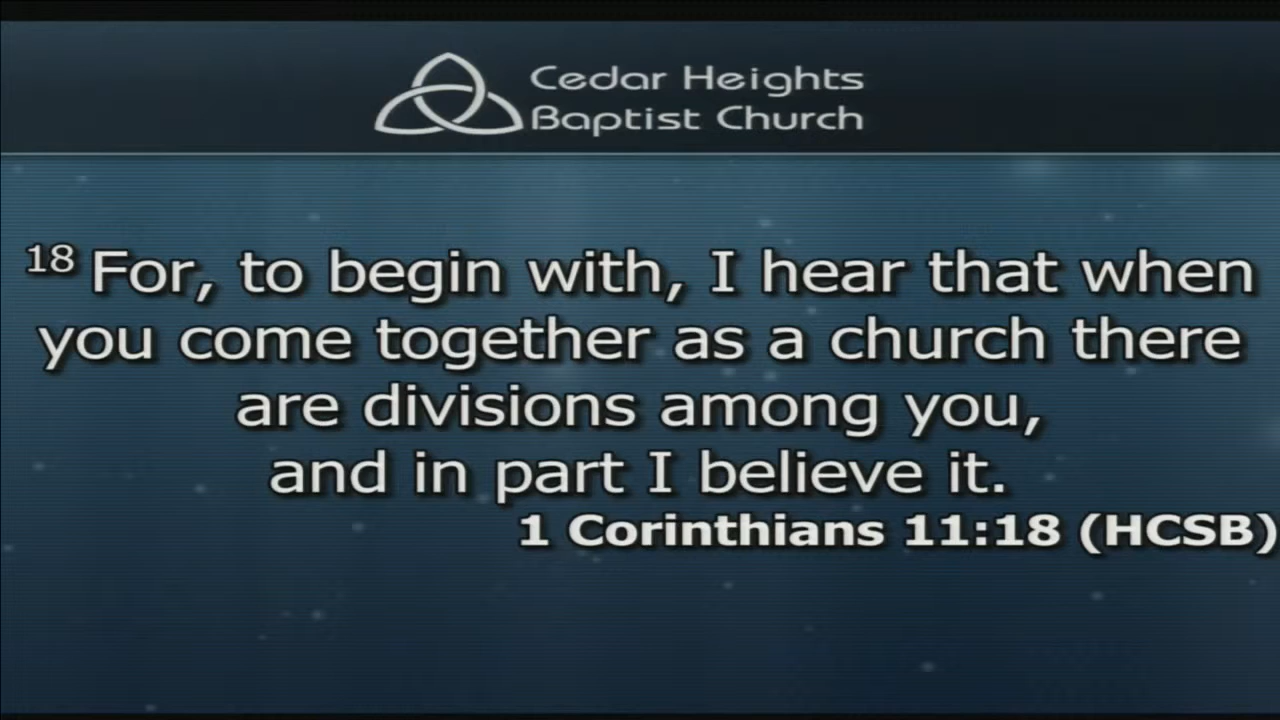 Cedar Heights
Baptist Church
18 For, to begin with, I hear that when
you come together as a church there
are divisions among you,
and in part I believe it.
1 Corinthians 11:18 (HCSB)